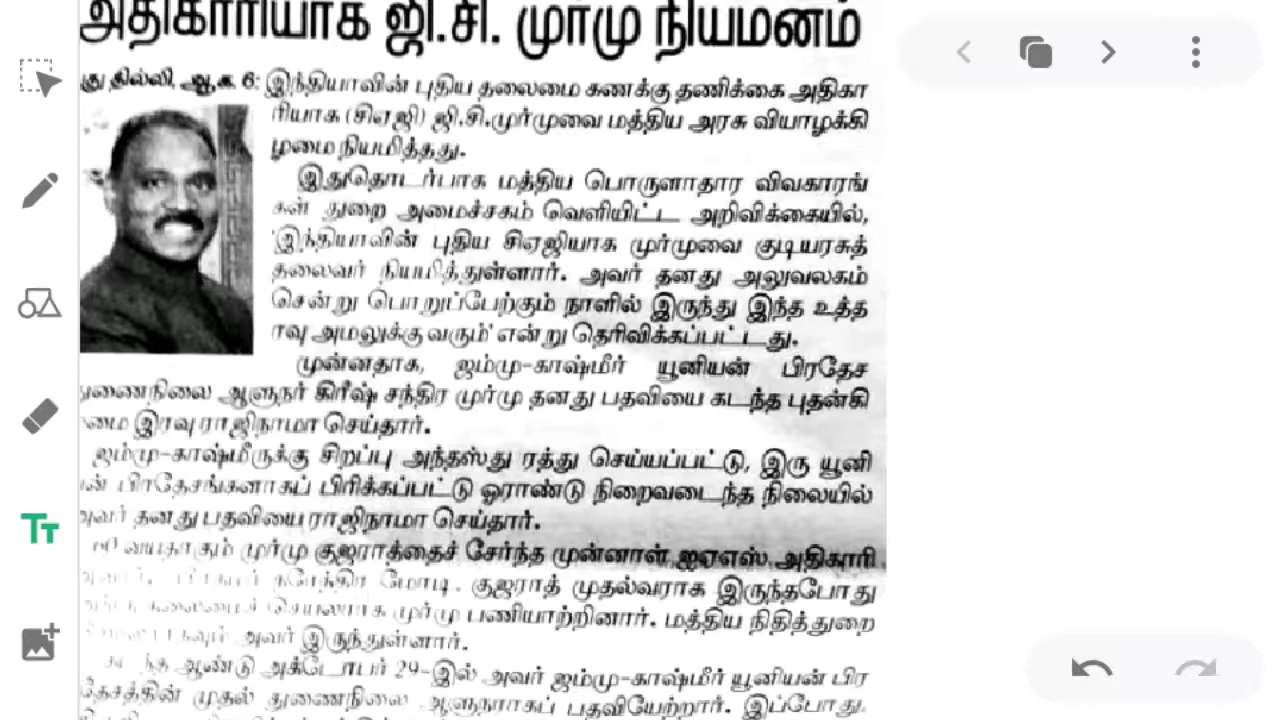 அதிகாரியாக ஜி.சி. முர்மு நியமனம்
தில்லி, ஆக. 6: இந்தியாவின் புதிய தலைமை கணக்கு தணிக்கை அதிகா
ரியாக (சிஏஜி) ஜி.சி.முர்முவை மத்திய அரசு வியாழக்கி
ழமை நியமித்தது.
இதுதொடர்பாக மத்திய பொருளாதார விவகாரங்
கள் துறை அமைச்சகம் வெளியிட்ட அறிவிக்கையில்,
'இந்தியாவின் புதிய சிஏஜியாக முர்முவை குடியரசுத்
தலைவர் நியமித்துள்ளார். அவர் தனது அலுவலகம்
சென்று பொறுப்பேற்கும் நாளில் இருந்து இந்த உத்த
ரவு அமலுக்கு வரும்' என்று தெரிவிக்கப்பட்டது.
முன்னதாக, ஜம்மு-காஷ்மீர் யூனியன் பிரதேச
துணைநிலை ஆளுநர் கிரீஷ் சந்திர முர்மு தனது பதவியை கடந்த புதன்கி
ழமை இரவு ராஜிநாமா செய்தார்.
ஜம்மு-காஷ்மீருக்கு சிறப்பு அந்தஸ்து ரத்து செய்யப்பட்டு, இரு யூனி
யன் பிரதேசங்களாகப் பிரிக்கப்பட்டு ஓராண்டு நிறைவடைந்த நிலையில்
அவர் தனது பதவியை ராஜிநாமா செய்தார்.
60 வயதாகும் முர்மு குஜராத்தைச் சேர்ந்த முன்னாள் ஐஏஎஸ் அதிகாரி
நரேந்திர மோடி குஜராத் முதல்வராக இருந்தபோது
தலைமைச் செயலராக முர்மு பணியாற்றினார். மத்திய நிதித்துறை
அவர் இருந்துள்ளார்.
ஆண்டு அக்டோபர் 29-இல் அவர் ஜம்மு-காஷ்மீர் யூனியன் பிர
தேசத்தின் முதல் துணைநிலை ஆளுநராகப் பதவியேற்றார். இப்போது,